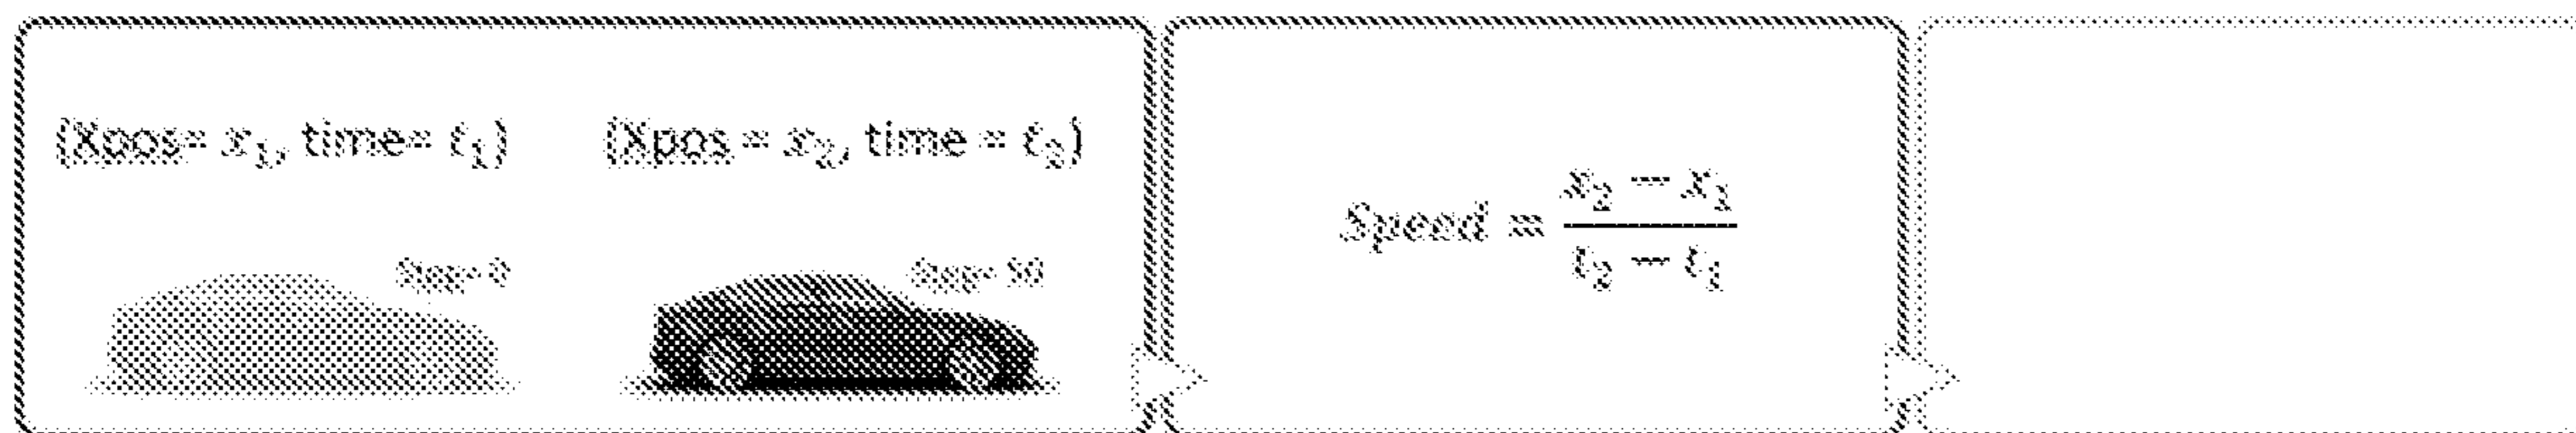 (Xpos= x₁, time= t₁)
(Xpos = x₂, time = t₂)
Speed = x₂ − x₁ / t₂ − t₁